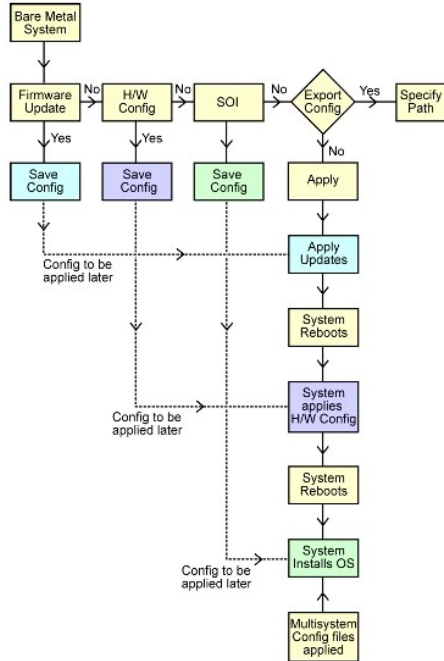 Bare Metal
System
Firmware
Update
No
H/W
Config
No
SOI
No
Export
Config
Yes
Specify
Path
Yes
Yes
No
Save
Config
Save
Config
Save
Config
Apply
Config to be
applied later
Apply
Updates
System
Reboots
Config to be
applied later
System
applies
H/W Config
System
Reboots
Config to be
applied later
System
Installs OS
Multisystem
Config files
applied